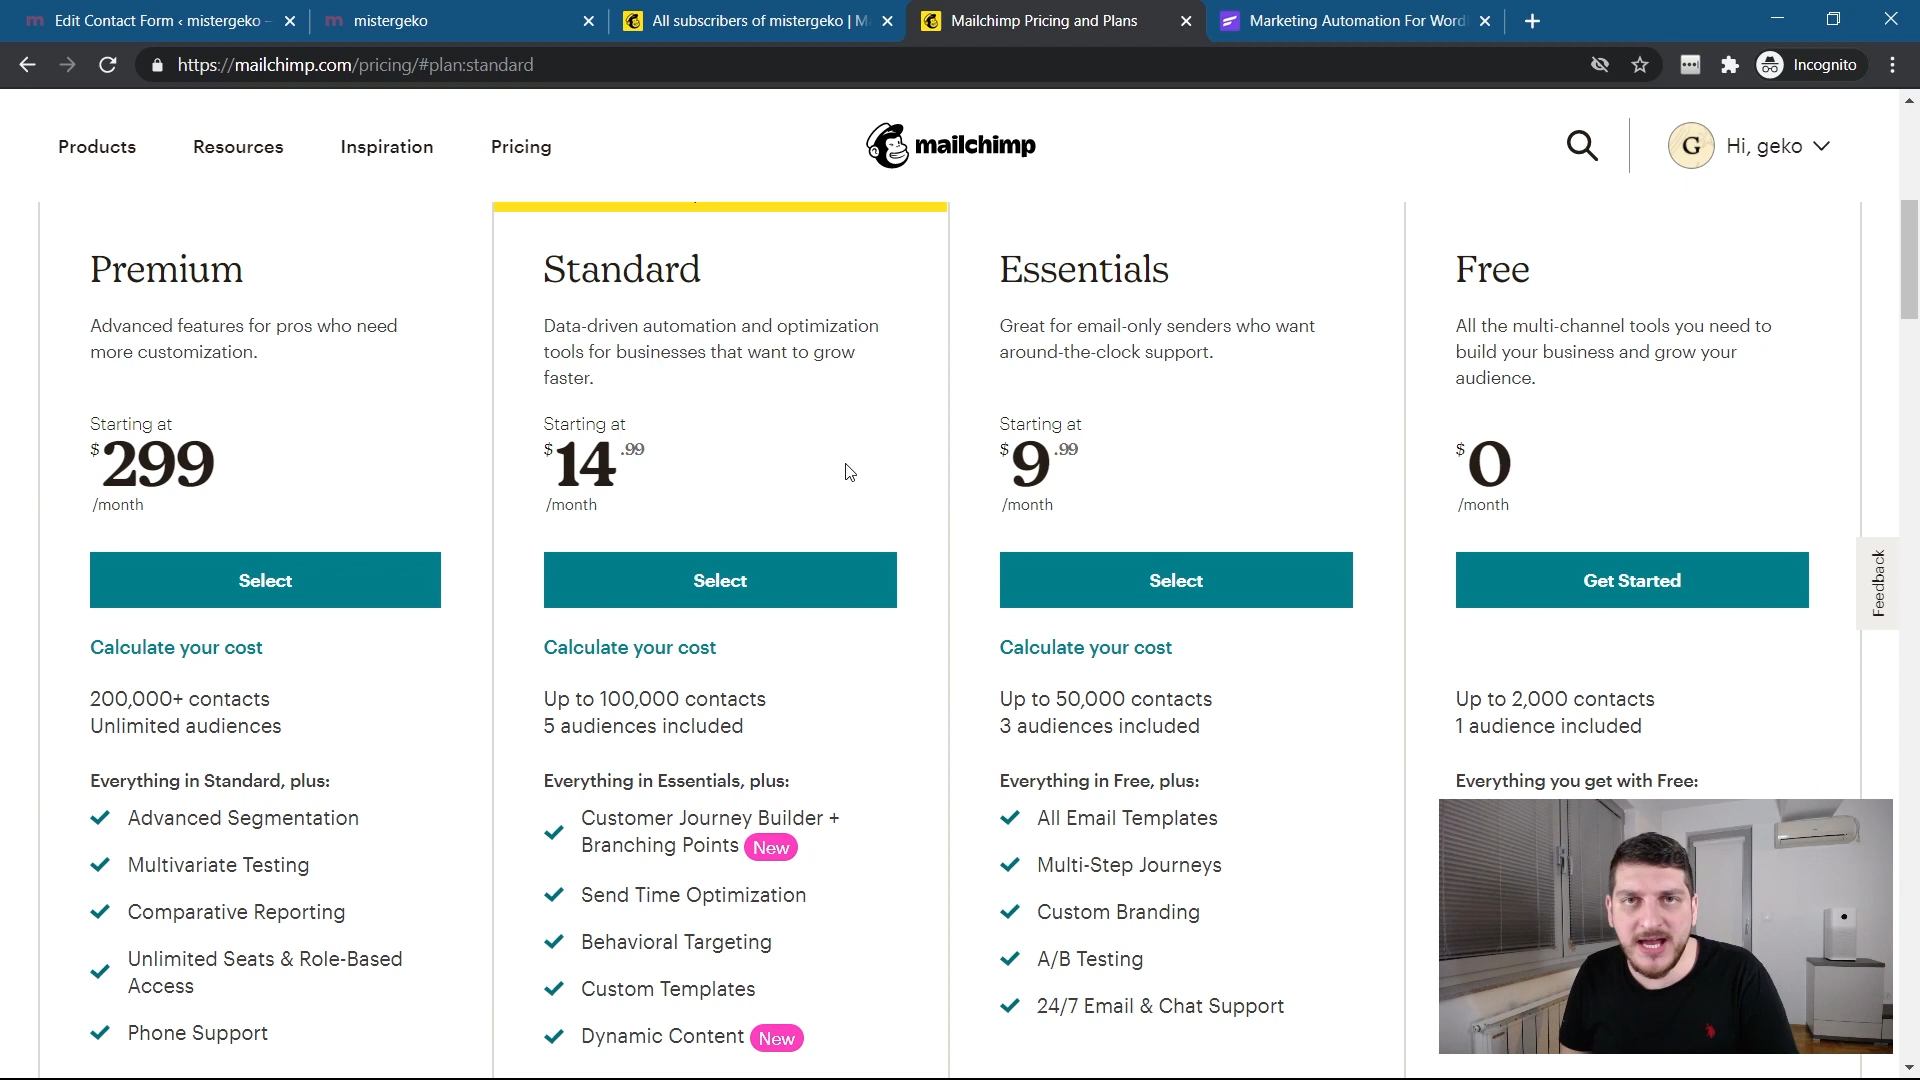 Edit Contact Form ‹ mistergeko -
mistergeko
All subscribers of mistergeko | M
Mailchimp Pricing and Plans
Marketing Automation For Word
https://mailchimp.com/pricing/#plan:standard
Incognito
Products
Resources
Inspiration
Pricing
mailchimp
G
Hi, geko
Premium
Advanced features for pros who need
more customization.
Starting at
$299
/month
Select
Calculate your cost
200,000+ contacts
Unlimited audiences
Everything in Standard, plus:
Advanced Segmentation
Multivariate Testing
Comparative Reporting
Unlimited Seats & Role-Based
Access
Phone Support
Standard
Data-driven automation and optimization
tools for businesses that want to grow
faster.
Starting at
$14.99
/month
Select
Calculate your cost
Up to 100,000 contacts
5 audiences included
Everything in Essentials, plus:
Customer Journey Builder +
Branching Points New
Send Time Optimization
Behavioral Targeting
Custom Templates
Dynamic Content New
Essentials
Great for email-only senders who want
around-the-clock support.
Starting at
$9.99
/month
Select
Calculate your cost
Up to 50,000 contacts
3 audiences included
Everything in Free, plus:
All Email Templates
Multi-Step Journeys
Custom Branding
A/B Testing
24/7 Email & Chat Support
Free
All the multi-channel tools you need to
build your business and grow your
audience.
$0
/month
Get Started
Up to 2,000 contacts
1 audience included
Everything you get with Free:
Feedback